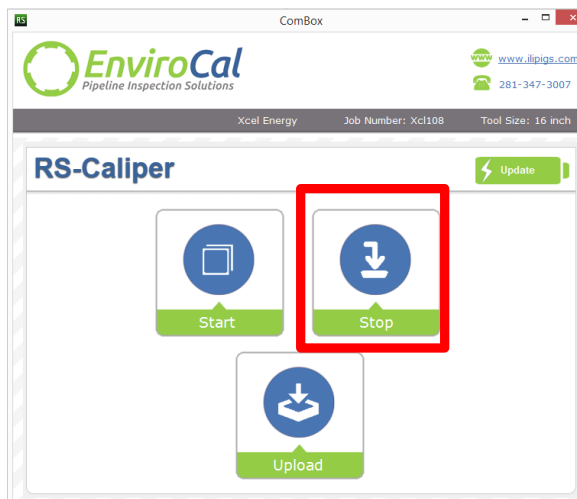 RS
ComBox
EnviroCal
Pipeline Inspection Solutions
www
www.ilipigs.com
281-347-3007
Xcel Energy Job Number: Xcl108 Tool Size: 16 inch
RS-Caliper
Update
Start
Stop
Upload